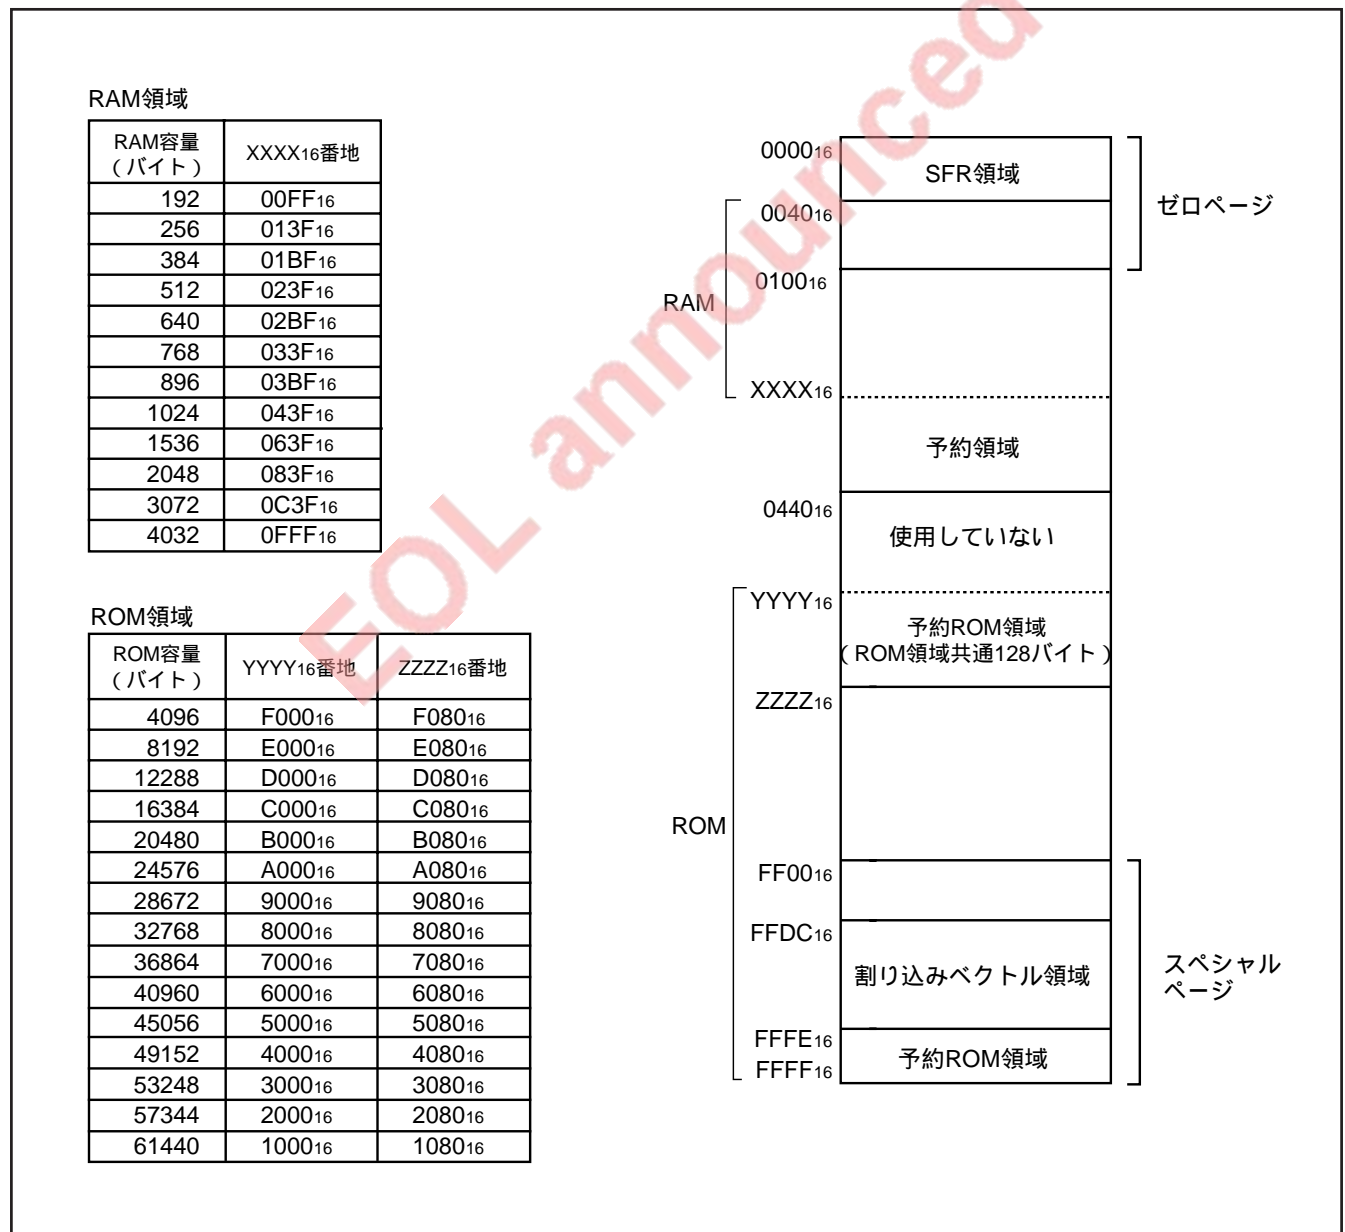 RAM領域
RAM容量
(バイト)
XXXX16番地
192 00FF16
256 013F16
384 01BF16
512 023F16
640 02BF16
768 033F16
896 03BF16
1024 043F16
1536 063F16
2048 083F16
3072 0C3F16
4032 0FFF16
ROM領域
ROM容量
(バイト)
YYYY16番地
ZZZZ16番地
4096 F00016 F08016
8192 E00016 E08016
12288 D00016 D08016
16384 C00016 C08016
20480 B00016 B08016
24576 A00016 A08016
28672 900016 908016
32768 800016 808016
36864 700016 708016
40960 600016 608016
45056 500016 508016
49152 400016 408016
53248 300016 308016
57344 200016 208016
61440 100016 108016
000016
SFR領域
ゼロページ
004016
010016
RAM
XXXX16
予約領域
044016
使用していない
YYYY16
予約ROM領域
(ROM領域共通128バイト)
ZZZZ16
ROM
FF0016
FFDC16
割り込みベクトル領域
スペシャル
ページ
FFFE16
予約ROM領域
FFFF16
EOL announced